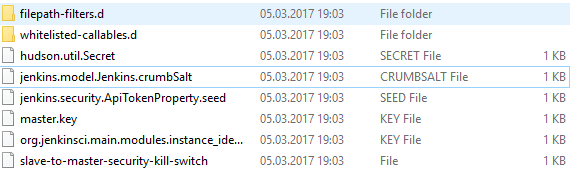 filepath-filters.d 05.03.2017 19:03 File folder
whitelisted-callables.d 05.03.2017 19:03 File folder
hudson.util.Secret 05.03.2017 19:03 SECRET File 1 KB
jenkins.model.Jenkins.crumbSalt 05.03.2017 19:03 CRUMBSALT File 1 KB
jenkins.security.ApiTokenProperty.seed 05.03.2017 19:03 SEED File 1 KB
master.key 05.03.2017 19:03 KEY File 1 KB
org.jenkinsci.main.modules.instance_ide... 05.03.2017 19:03 KEY File 1 KB
slave-to-master-security-kill-switch 05.03.2017 19:03 File 1 KB